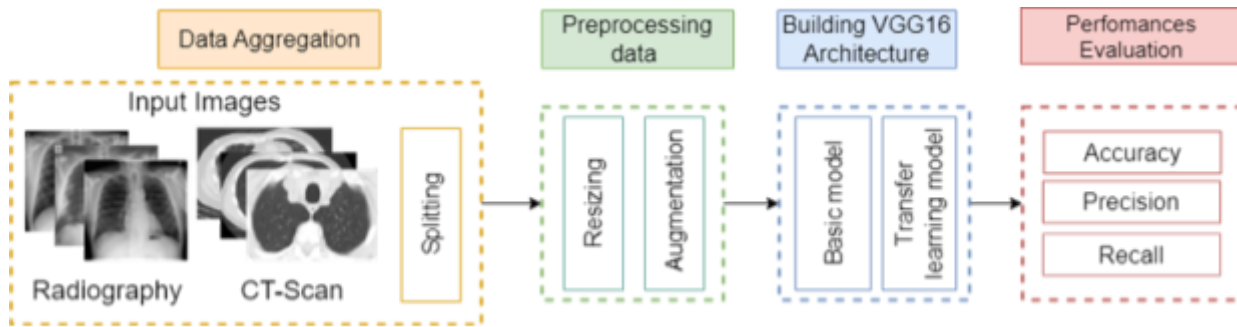 Data Aggregation
Preprocessing
data
Building VGG16
Architecture
Perfomances
Evaluation
Input Images
Radiography
CT-Scan
Splitting
Resizing
Augmentation
Basic model
Transfer
learning model
Accuracy
Precision
Recall